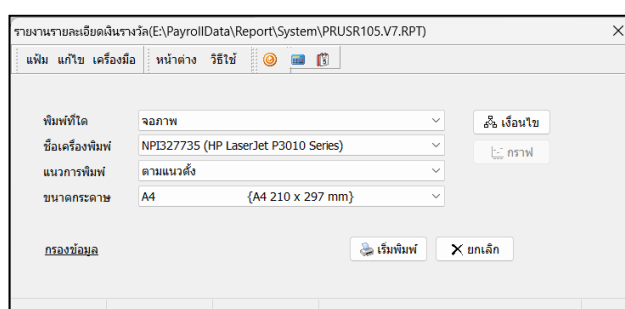 รายงานรายละเอียดเงินรางวัล(E:\PayrollData\Report\System\PRUSR105.V7.RPT)
แฟ้ม แก้ไข เครื่องมือ หน้าต่าง วิธีใช้
พิมพ์ที่ใด จอภาพ เงื่อนไข
ชื่อเครื่องพิมพ์ NPI327735 (HP LaserJet P3010 Series) กราฟ
แนวการพิมพ์ ตามแนวตั้ง
ขนาดกระดาษ A4 {A4 210 x 297 mm}
กรองข้อมูล เริ่มพิมพ์ ยกเลิก